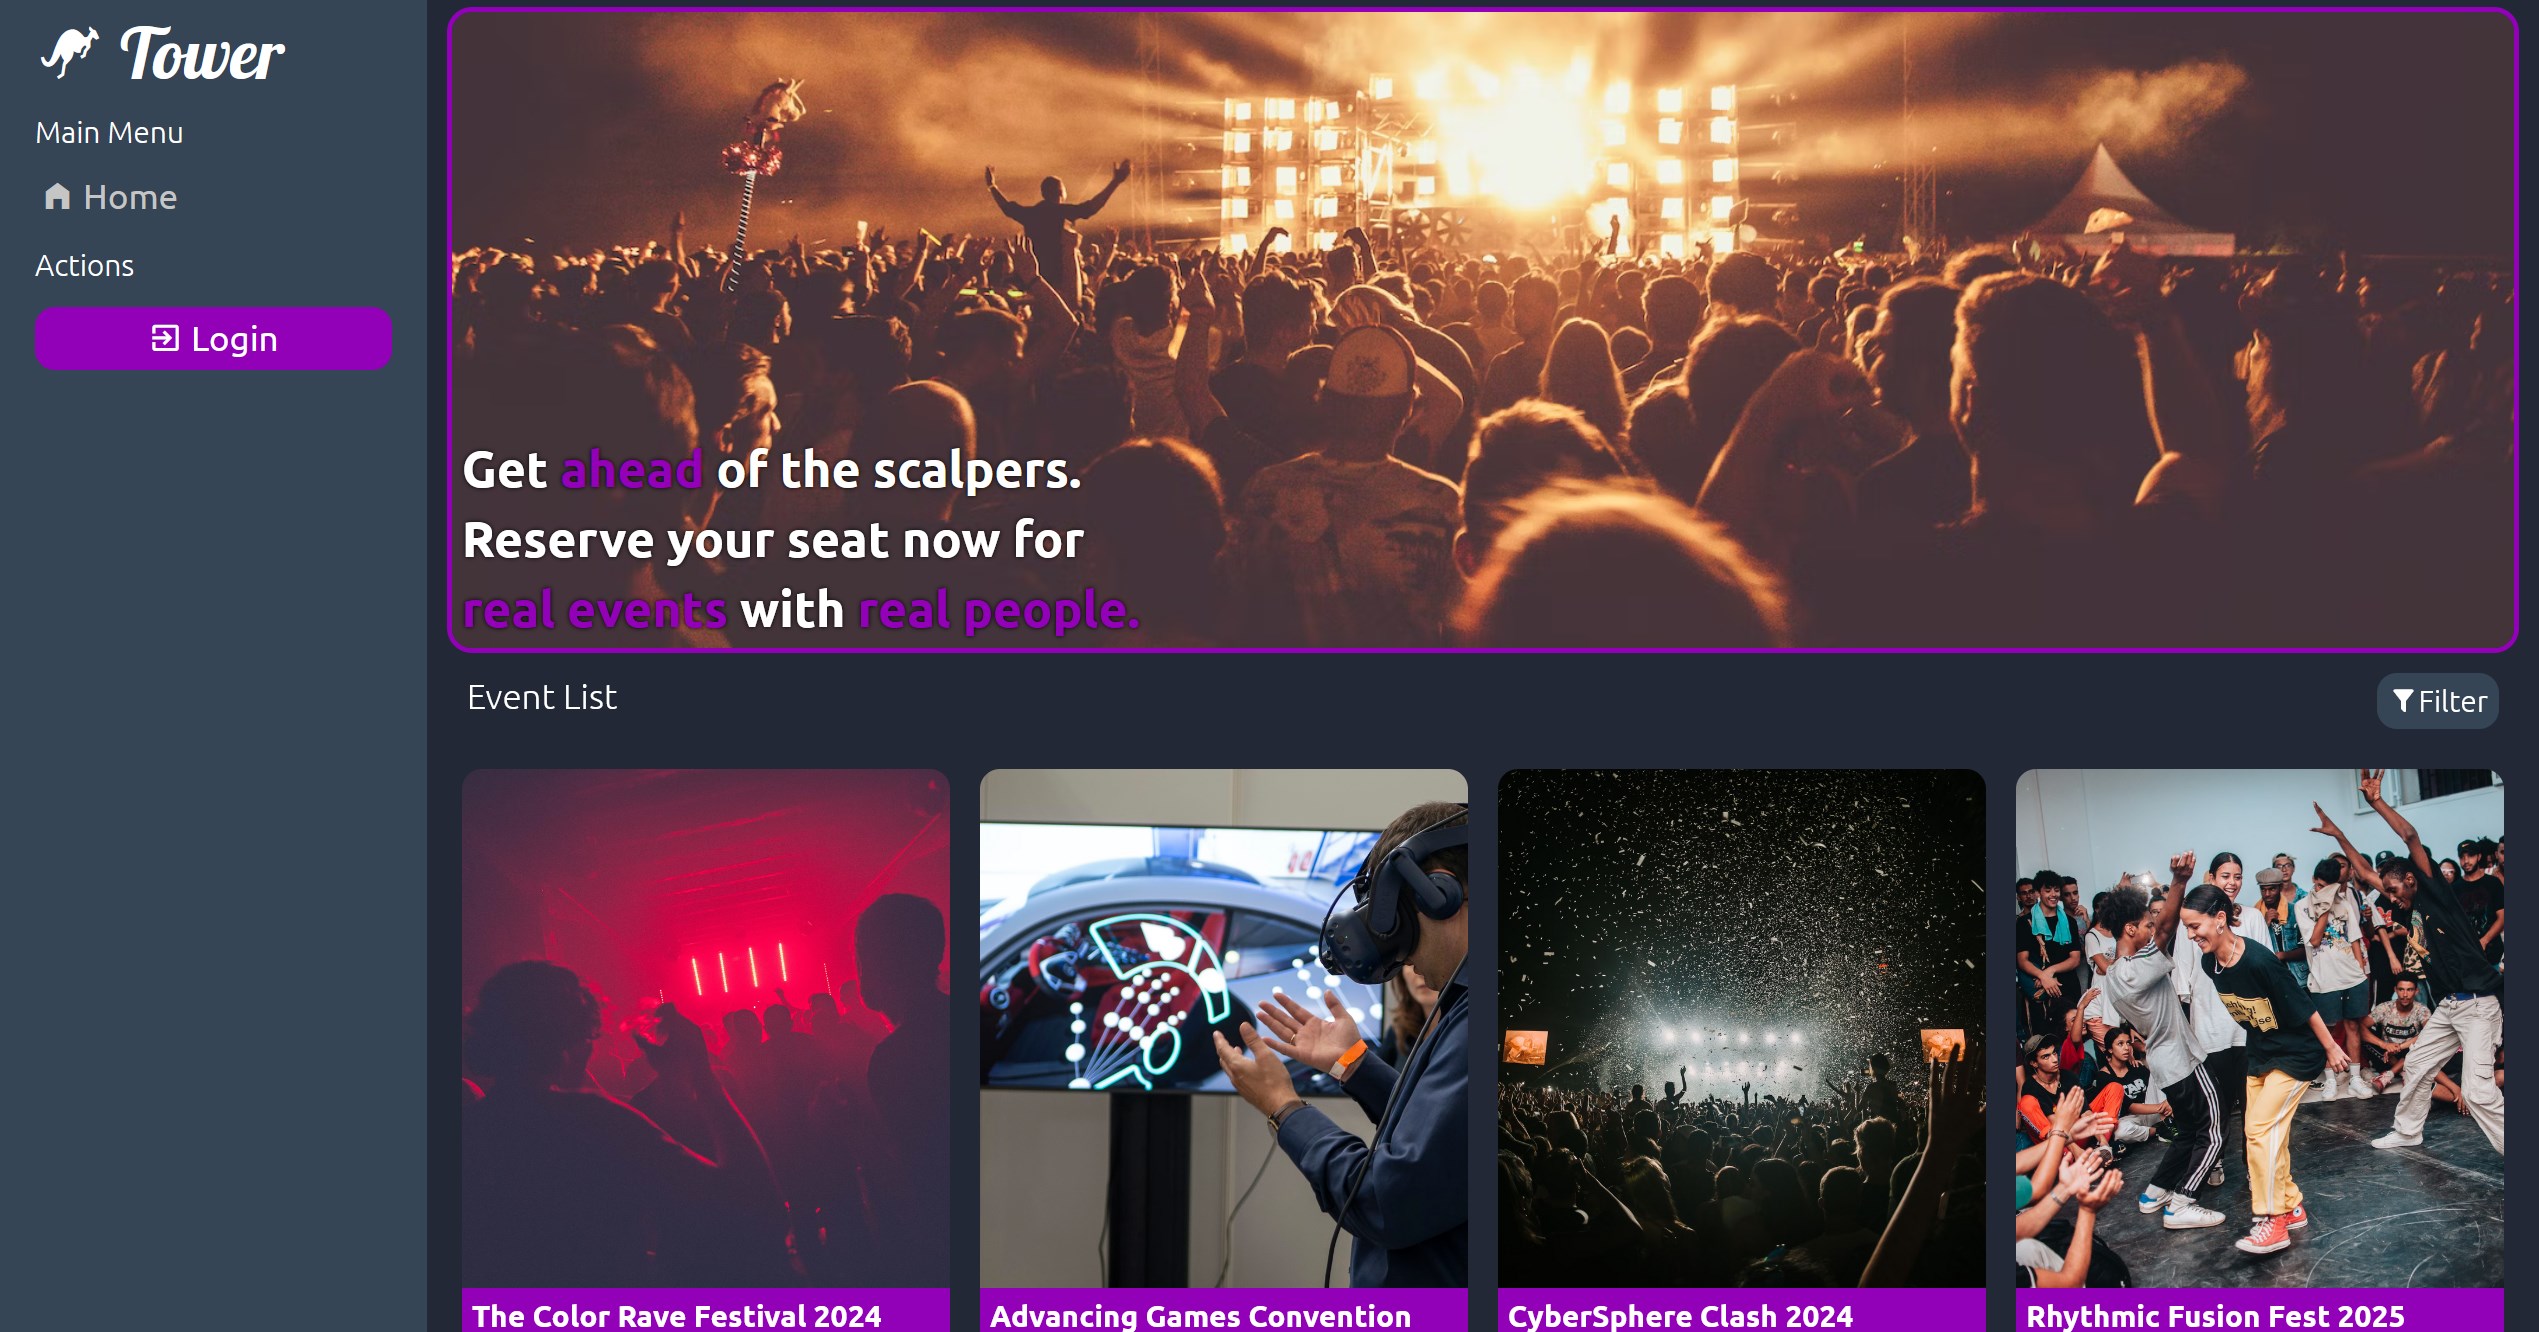 Tower
Main Menu
Home
Actions
Login
Get ahead of the scalpers.
Reserve your seat now for
real events with real people.
Event List
Filter
The Color Rave Festival 2024
Advancing Games Convention
CyberSphere Clash 2024
Rhythmic Fusion Fest 2025